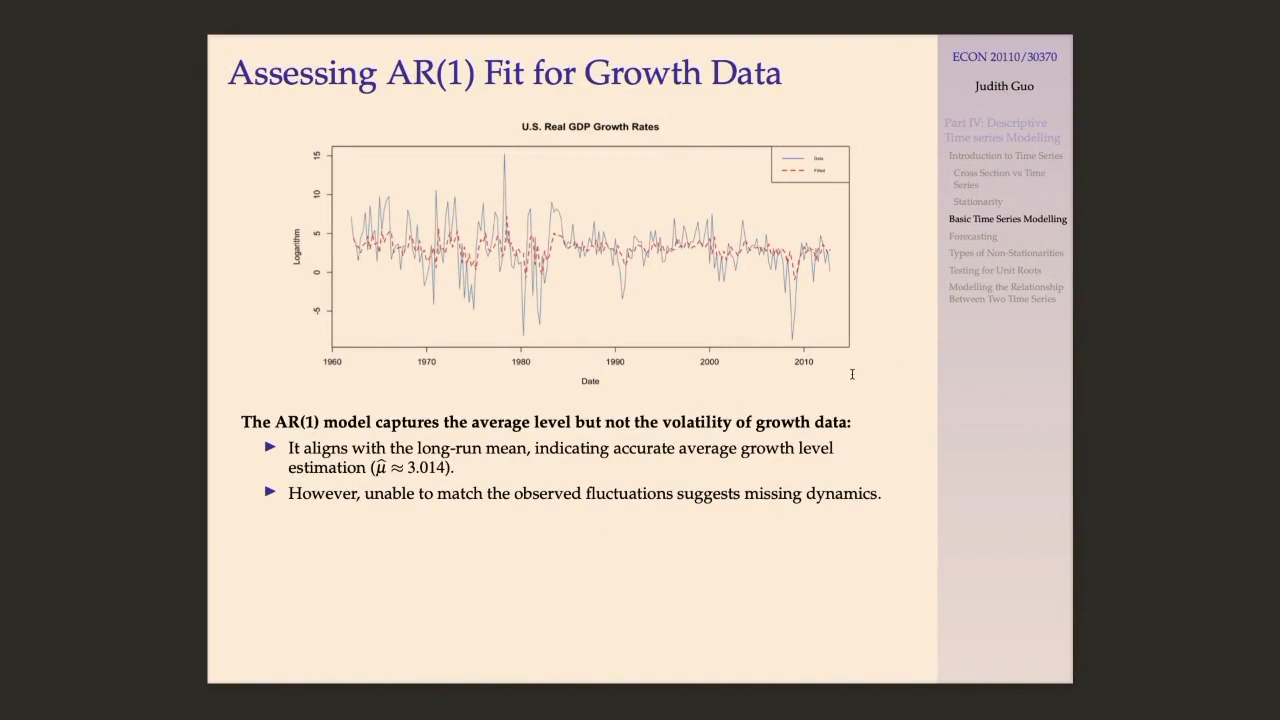 Assessing AR(1) Fit for Growth Data
U.S. Real GDP Growth Rates
Data
Fitted
Logarithm
15
10
5
0
-5
1960
1970
1980
1990
2000
2010
Date
The AR(1) model captures the average level but not the volatility of growth data:
It aligns with the long-run mean, indicating accurate average growth level
estimation (μ̂ ≈ 3.014).
However, unable to match the observed fluctuations suggests missing dynamics.
ECON 20110/30370
Judith Guo
Part IV: Descriptive
Time series Modelling
Introduction to Time Series
Cross Section vs Time
Series
Stationarity
Basic Time Series Modelling
Forecasting
Types of Non-Stationarities
Testing for Unit Roots
Modelling the Relationship
Between Two Time Series